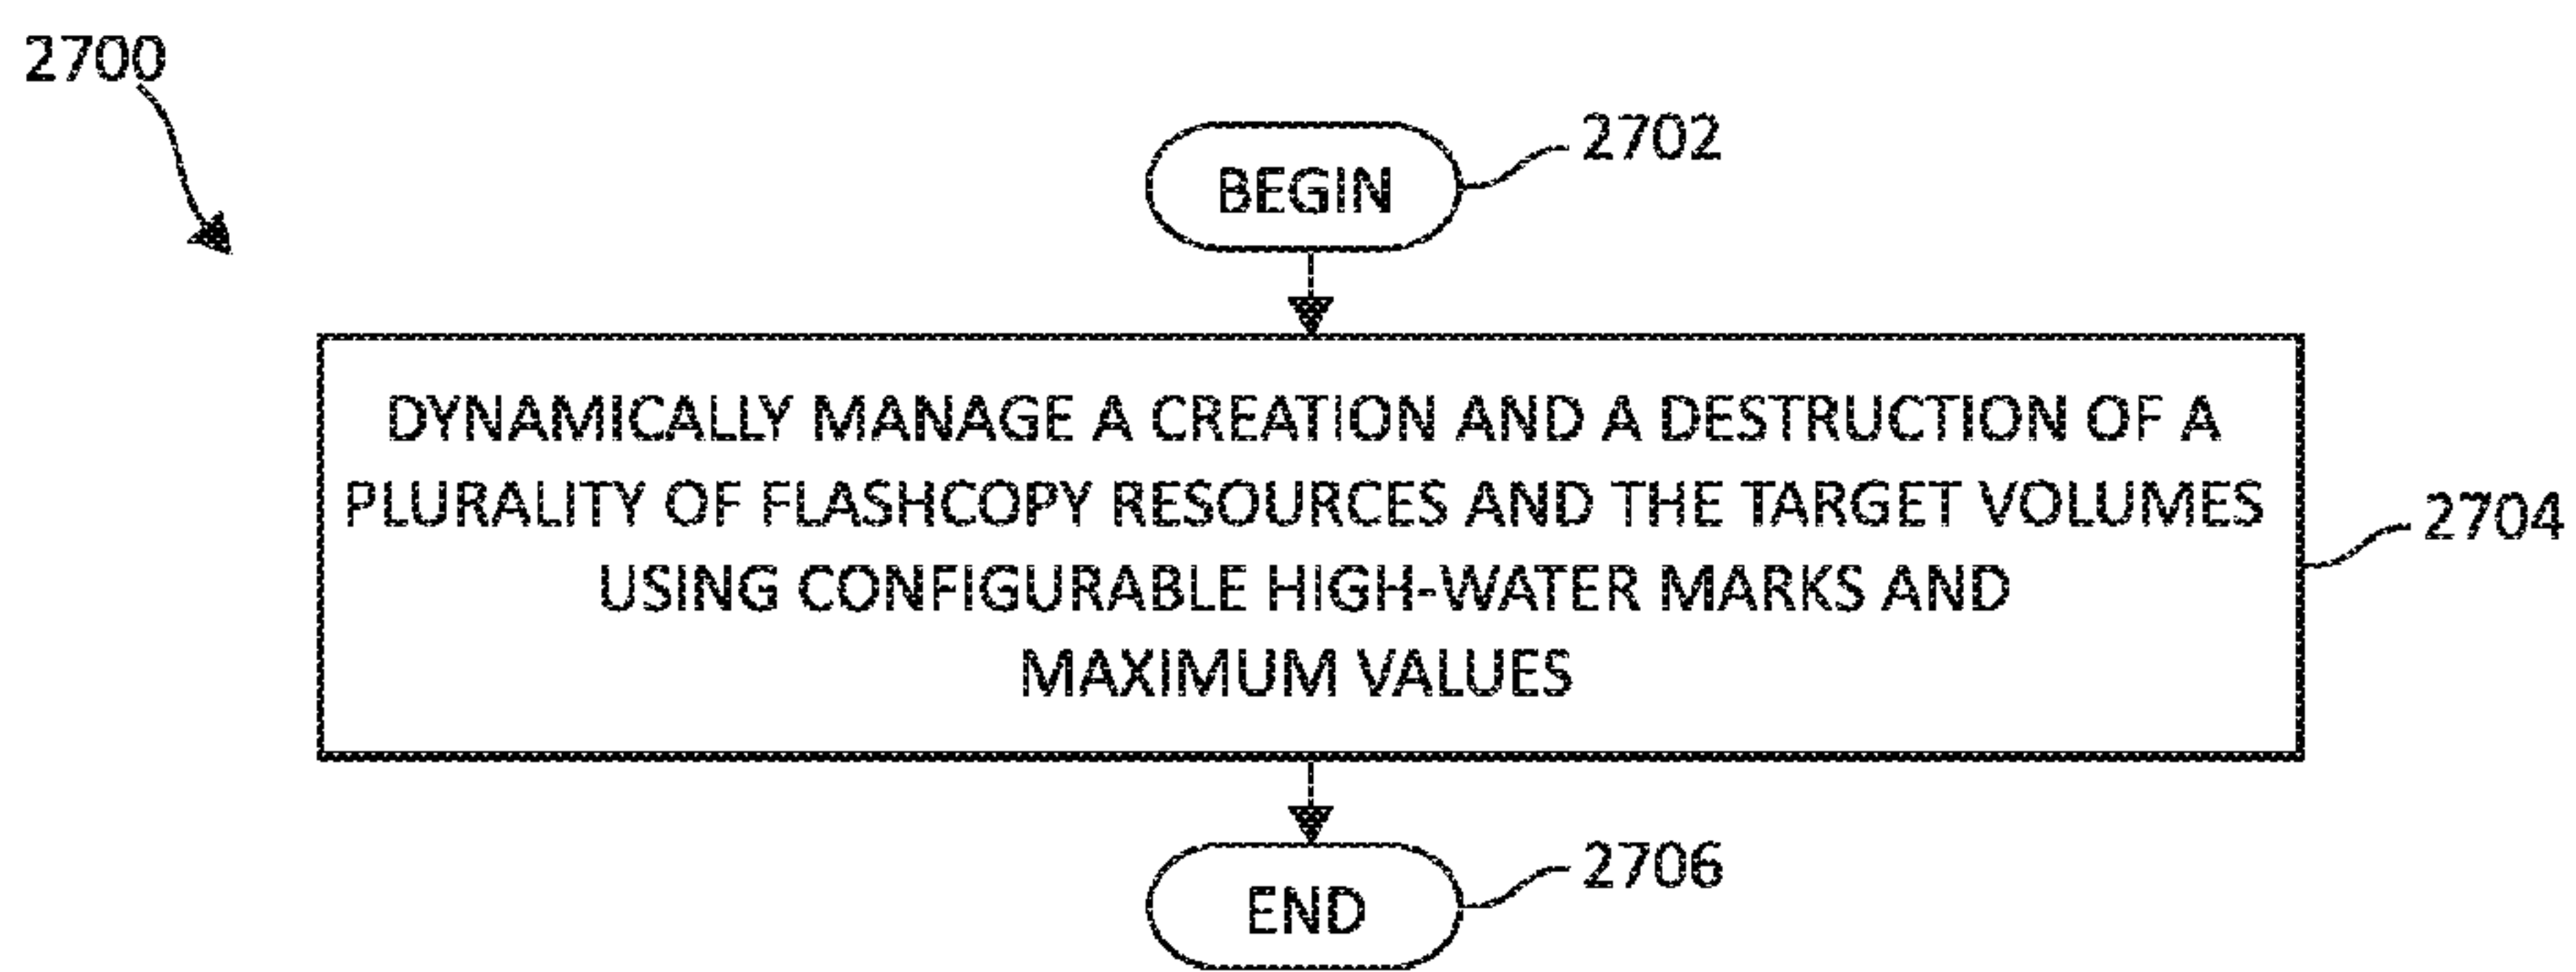 2700
2702
BEGIN
DYNAMICALLY MANAGE A CREATION AND A DESTRUCTION OF A
PLURALITY OF FLASHCOPY RESOURCES AND THE TARGET VOLUMES
USING CONFIGURABLE HIGH-WATER MARKS AND
MAXIMUM VALUES
2704
2706
END